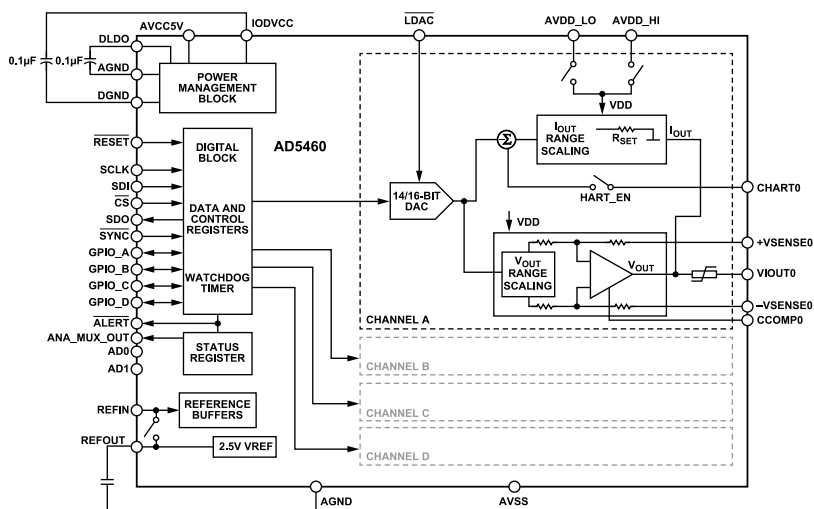 AVCC5V
IODVCC
LDAC
AVDD_LO
AVDD_HI
DLDO
0.1µF
0.1µF
AGND
DGND
POWER
MANAGEMENT
BLOCK
VDD
RESET
SCLK
SDI
CS
SDO
SYNC
GPIO_A
GPIO_B
GPIO_C
GPIO_D
ALERT
ANA_MUX_OUT
AD0
AD1
REFIN
REFOUT
DIGITAL
BLOCK
DATA AND
CONTROL
REGISTERS
WATCHDOG
TIMER
AD5460
STATUS
REGISTER
REFERENCE
BUFFERS
2.5V VREF
14/16-BIT
DAC
Σ
IOUT
RANGE
SCALING
RSET
IOUT
HART_EN
CHART0
VDD
VOUT
RANGE
SCALING
VOUT
+VSENSE0
VIOUT0
–VSENSE0
CCOMP0
CHANNEL A
CHANNEL B
CHANNEL C
CHANNEL D
AGND
AVSS